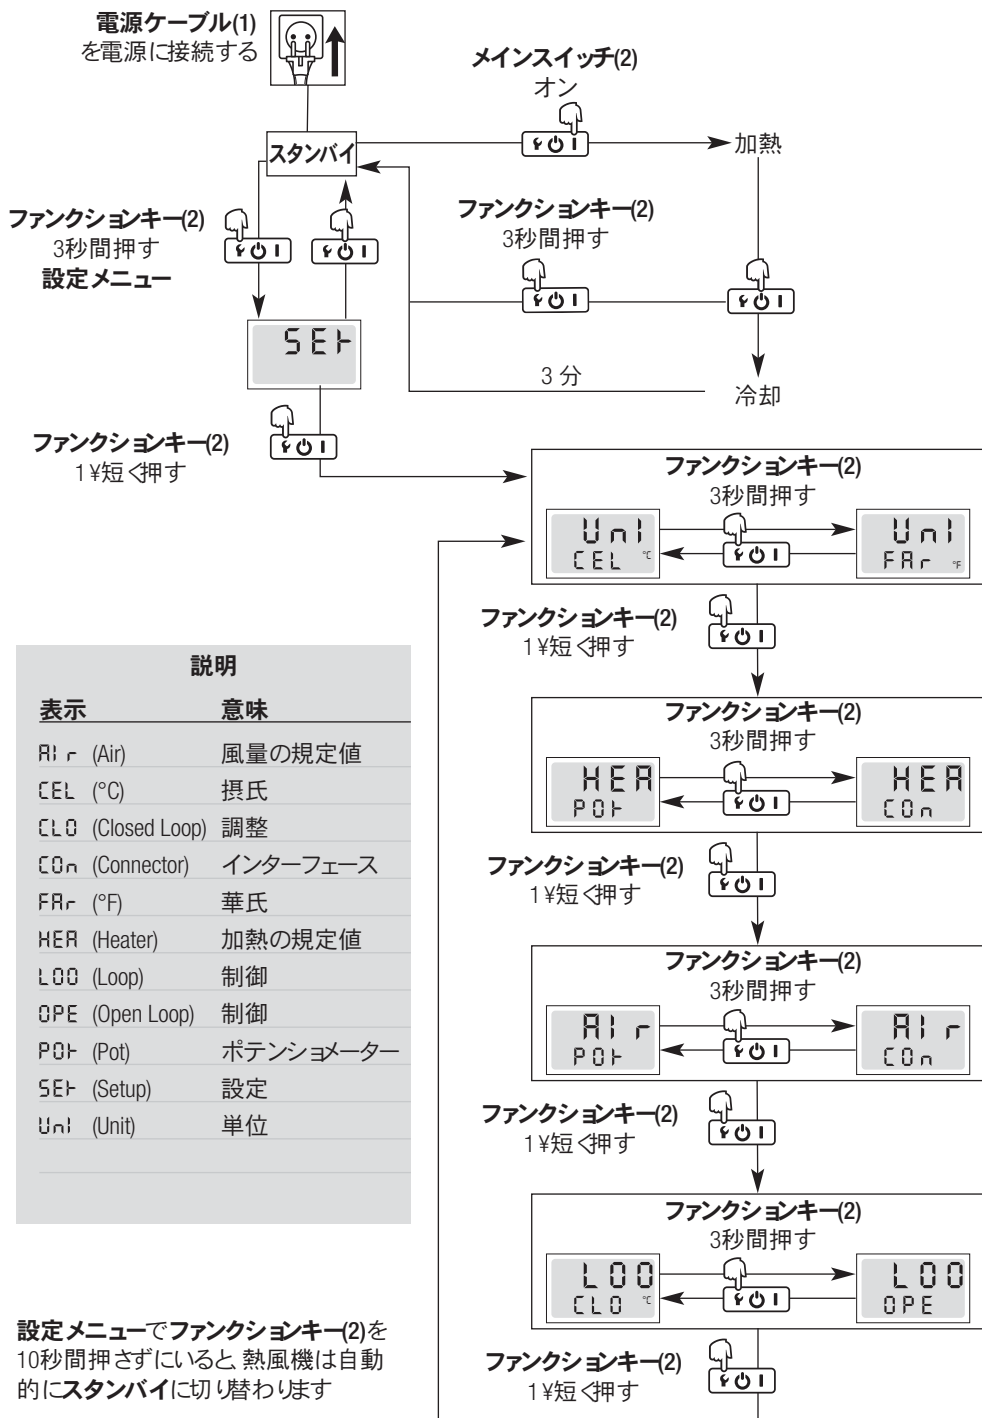 電源ケーブル(1)
を電源に接続する
メインスイッチ(2)
オン
スタンバイ
加熱
ファンクションキー(2)
3秒間押す
設定メニュー
ファンクションキー(2)
3秒間押す
SEt
3 分
冷却
ファンクションキー(2)
1¥短く押す
ファンクションキー(2)
3秒間押す
UnI
CEL °C
UnI
FAr °F
ファンクションキー(2)
1¥短く押す
ファンクションキー(2)
3秒間押す
HEA
POt
HEA
COn
ファンクションキー(2)
1¥短く押す
ファンクションキー(2)
3秒間押す
AIr
POt
AIr
COn
ファンクションキー(2)
1¥短く押す
ファンクションキー(2)
3秒間押す
LOO
CLO °C
LOO
OPE
ファンクションキー(2)
1¥短く押す
説明
表示 意味
AIr (Air) 風量の規定値
CEL (°C) 摂氏
CLO (Closed Loop) 調整
COn (Connector) インターフェース
FAr (°F) 華氏
HEA (Heater) 加熱の規定値
LOO (Loop) 制御
OPE (Open Loop) 制御
POt (Pot) ポテンショメーター
SEt (Setup) 設定
UnI (Unit) 単位
設定メニューでファンクションキー(2)を
10秒間押さずにいると、熱風機は自動
的にスタンバイに切り替わります